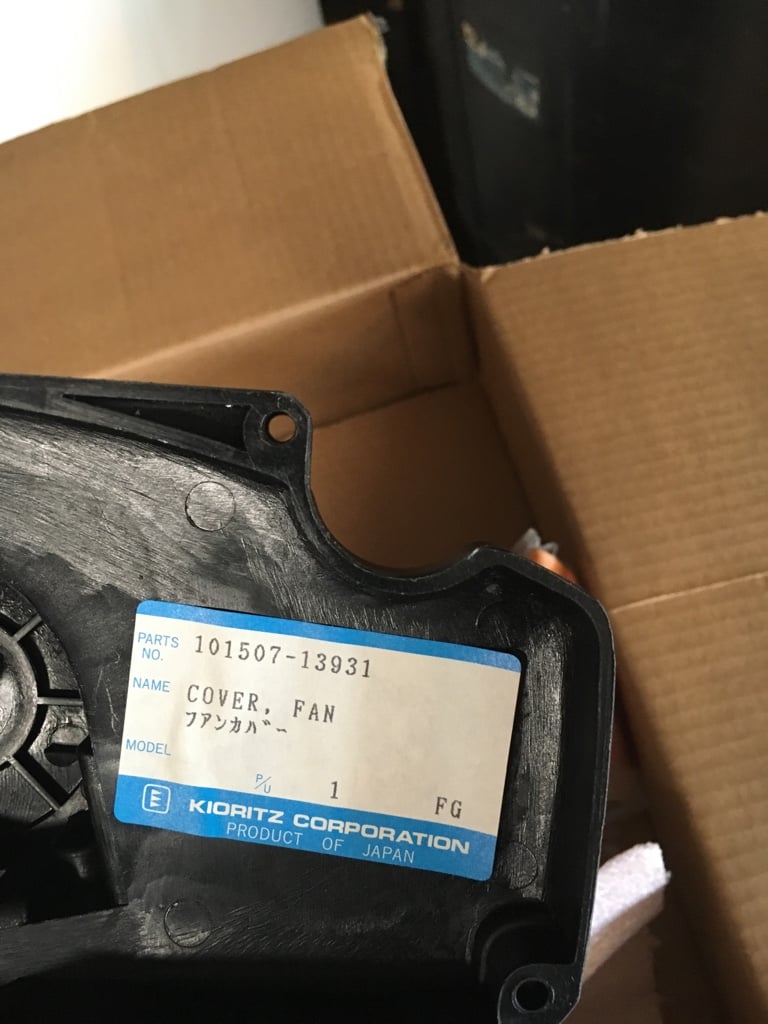 PARTS NO. 101507-13931
NAME COVER, FAN
フアンカバー
MODEL
P/U 1 FG
E KIORITZ CORPORATION
PRODUCT OF JAPAN